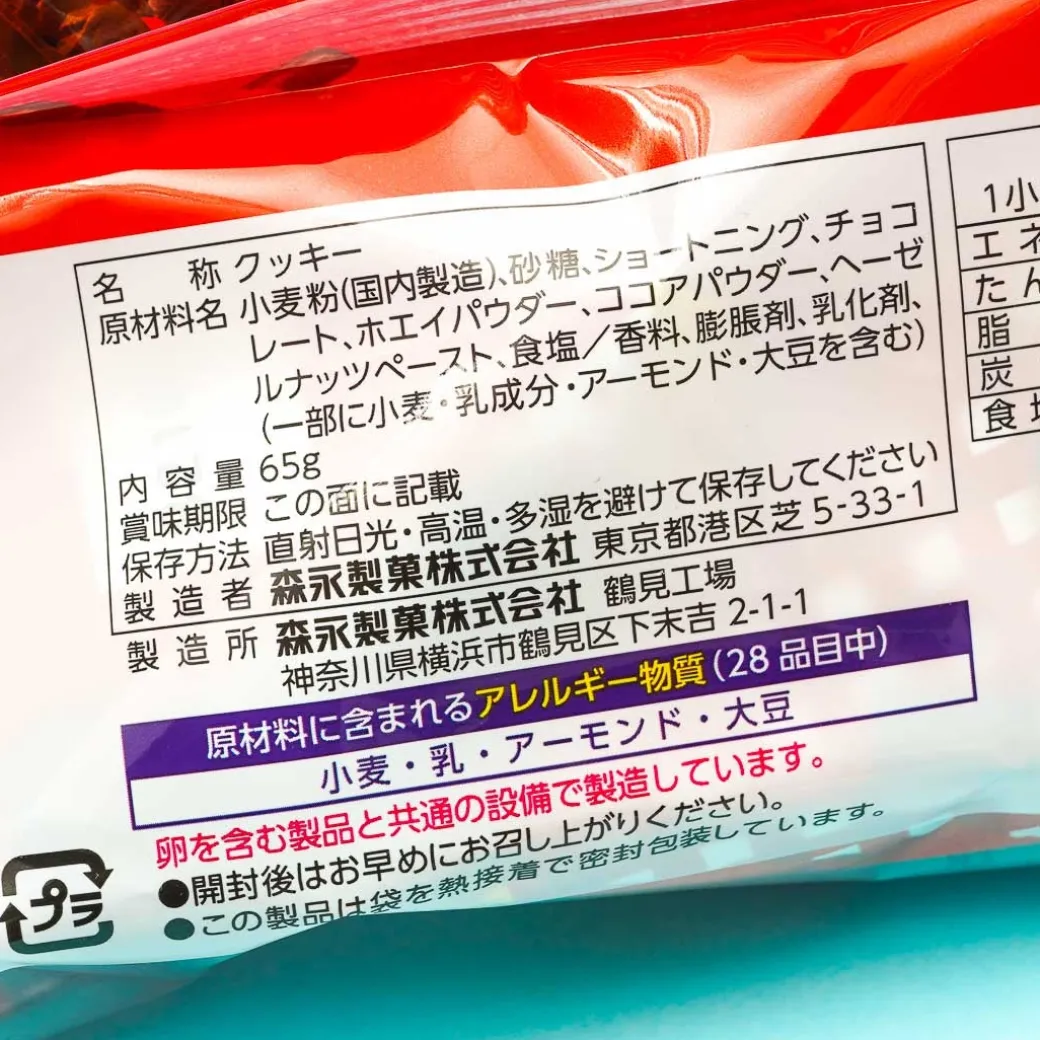 名称 クッキー
原材料名 小麦粉(国内製造)、砂糖、ショートニング、チョコ
レート、ホエイパウダー、ココアパウダー、ヘーゼ
ルナッツペースト、食塩/香料、膨脹剤、乳化剤、
(一部に小麦・乳成分・アーモンド・大豆を含む)
内容量 65g
賞味期限 この面に記載
保存方法 直射日光・高温・多湿を避けて保存してください
製造者 森永製菓株式会社 東京都港区芝5-33-1
製造所 森永製菓株式会社 鶴見工場
神奈川県横浜市鶴見区下末吉 2-1-1
原材料に含まれるアレルギー物質(28品目中)
小麦・乳・アーモンド・大豆
卵を含む製品と共通の設備で製造しています。
●開封後はお早めにお召し上がりください。
●この製品は袋を熱接着で密封包装しています。
プラ
1小
エネ
たん
脂
炭
食塩